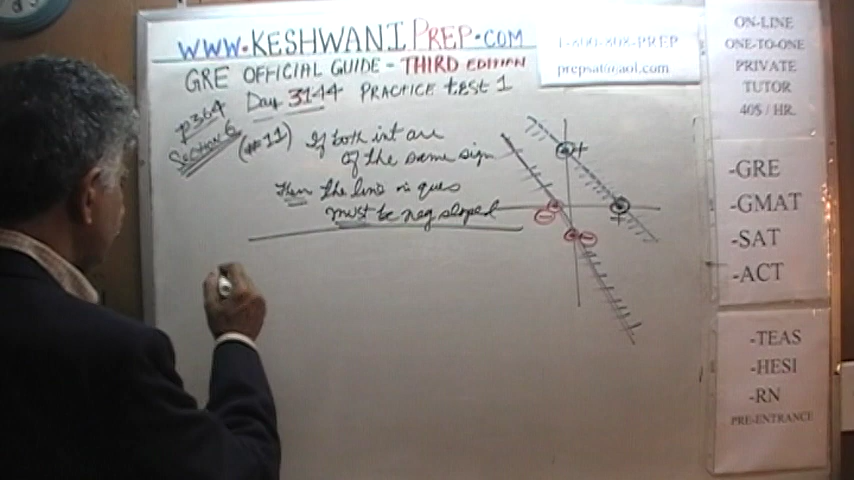 WWW.KESHWANIPREP.COM
GRE OFFICIAL GUIDE - THIRD EDITION
p364 Day 3144 PRACTICE test 1
Section 6
(#11) If both int are
of the same sign
Then the line in ques
must be neg sloped
+
+
1-800-808-PREP
prepsat@aol.com
ON-LINE
ONE-TO-ONE
PRIVATE
TUTOR
40$ / HR.
-GRE
-GMAT
-SAT
-ACT
-TEAS
-HESI
-RN
PRE-ENTRANCE